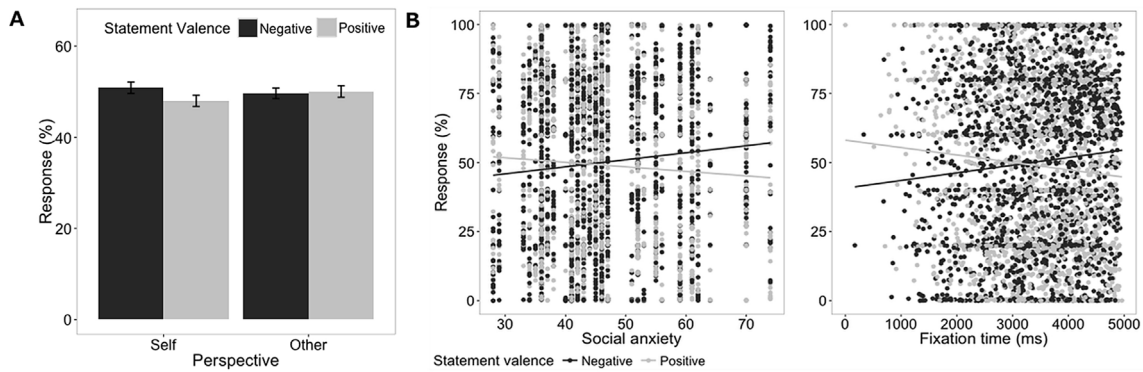 A
Statement Valence Negative Positive
60
40
20
0
Response (%)
Self Other
Perspective
B
100
75
50
25
0
Response (%)
30 40 50 60 70
Social anxiety
100
75
50
25
0
0 1000 2000 3000 4000 5000
Fixation time (ms)
Statement valence Negative Positive